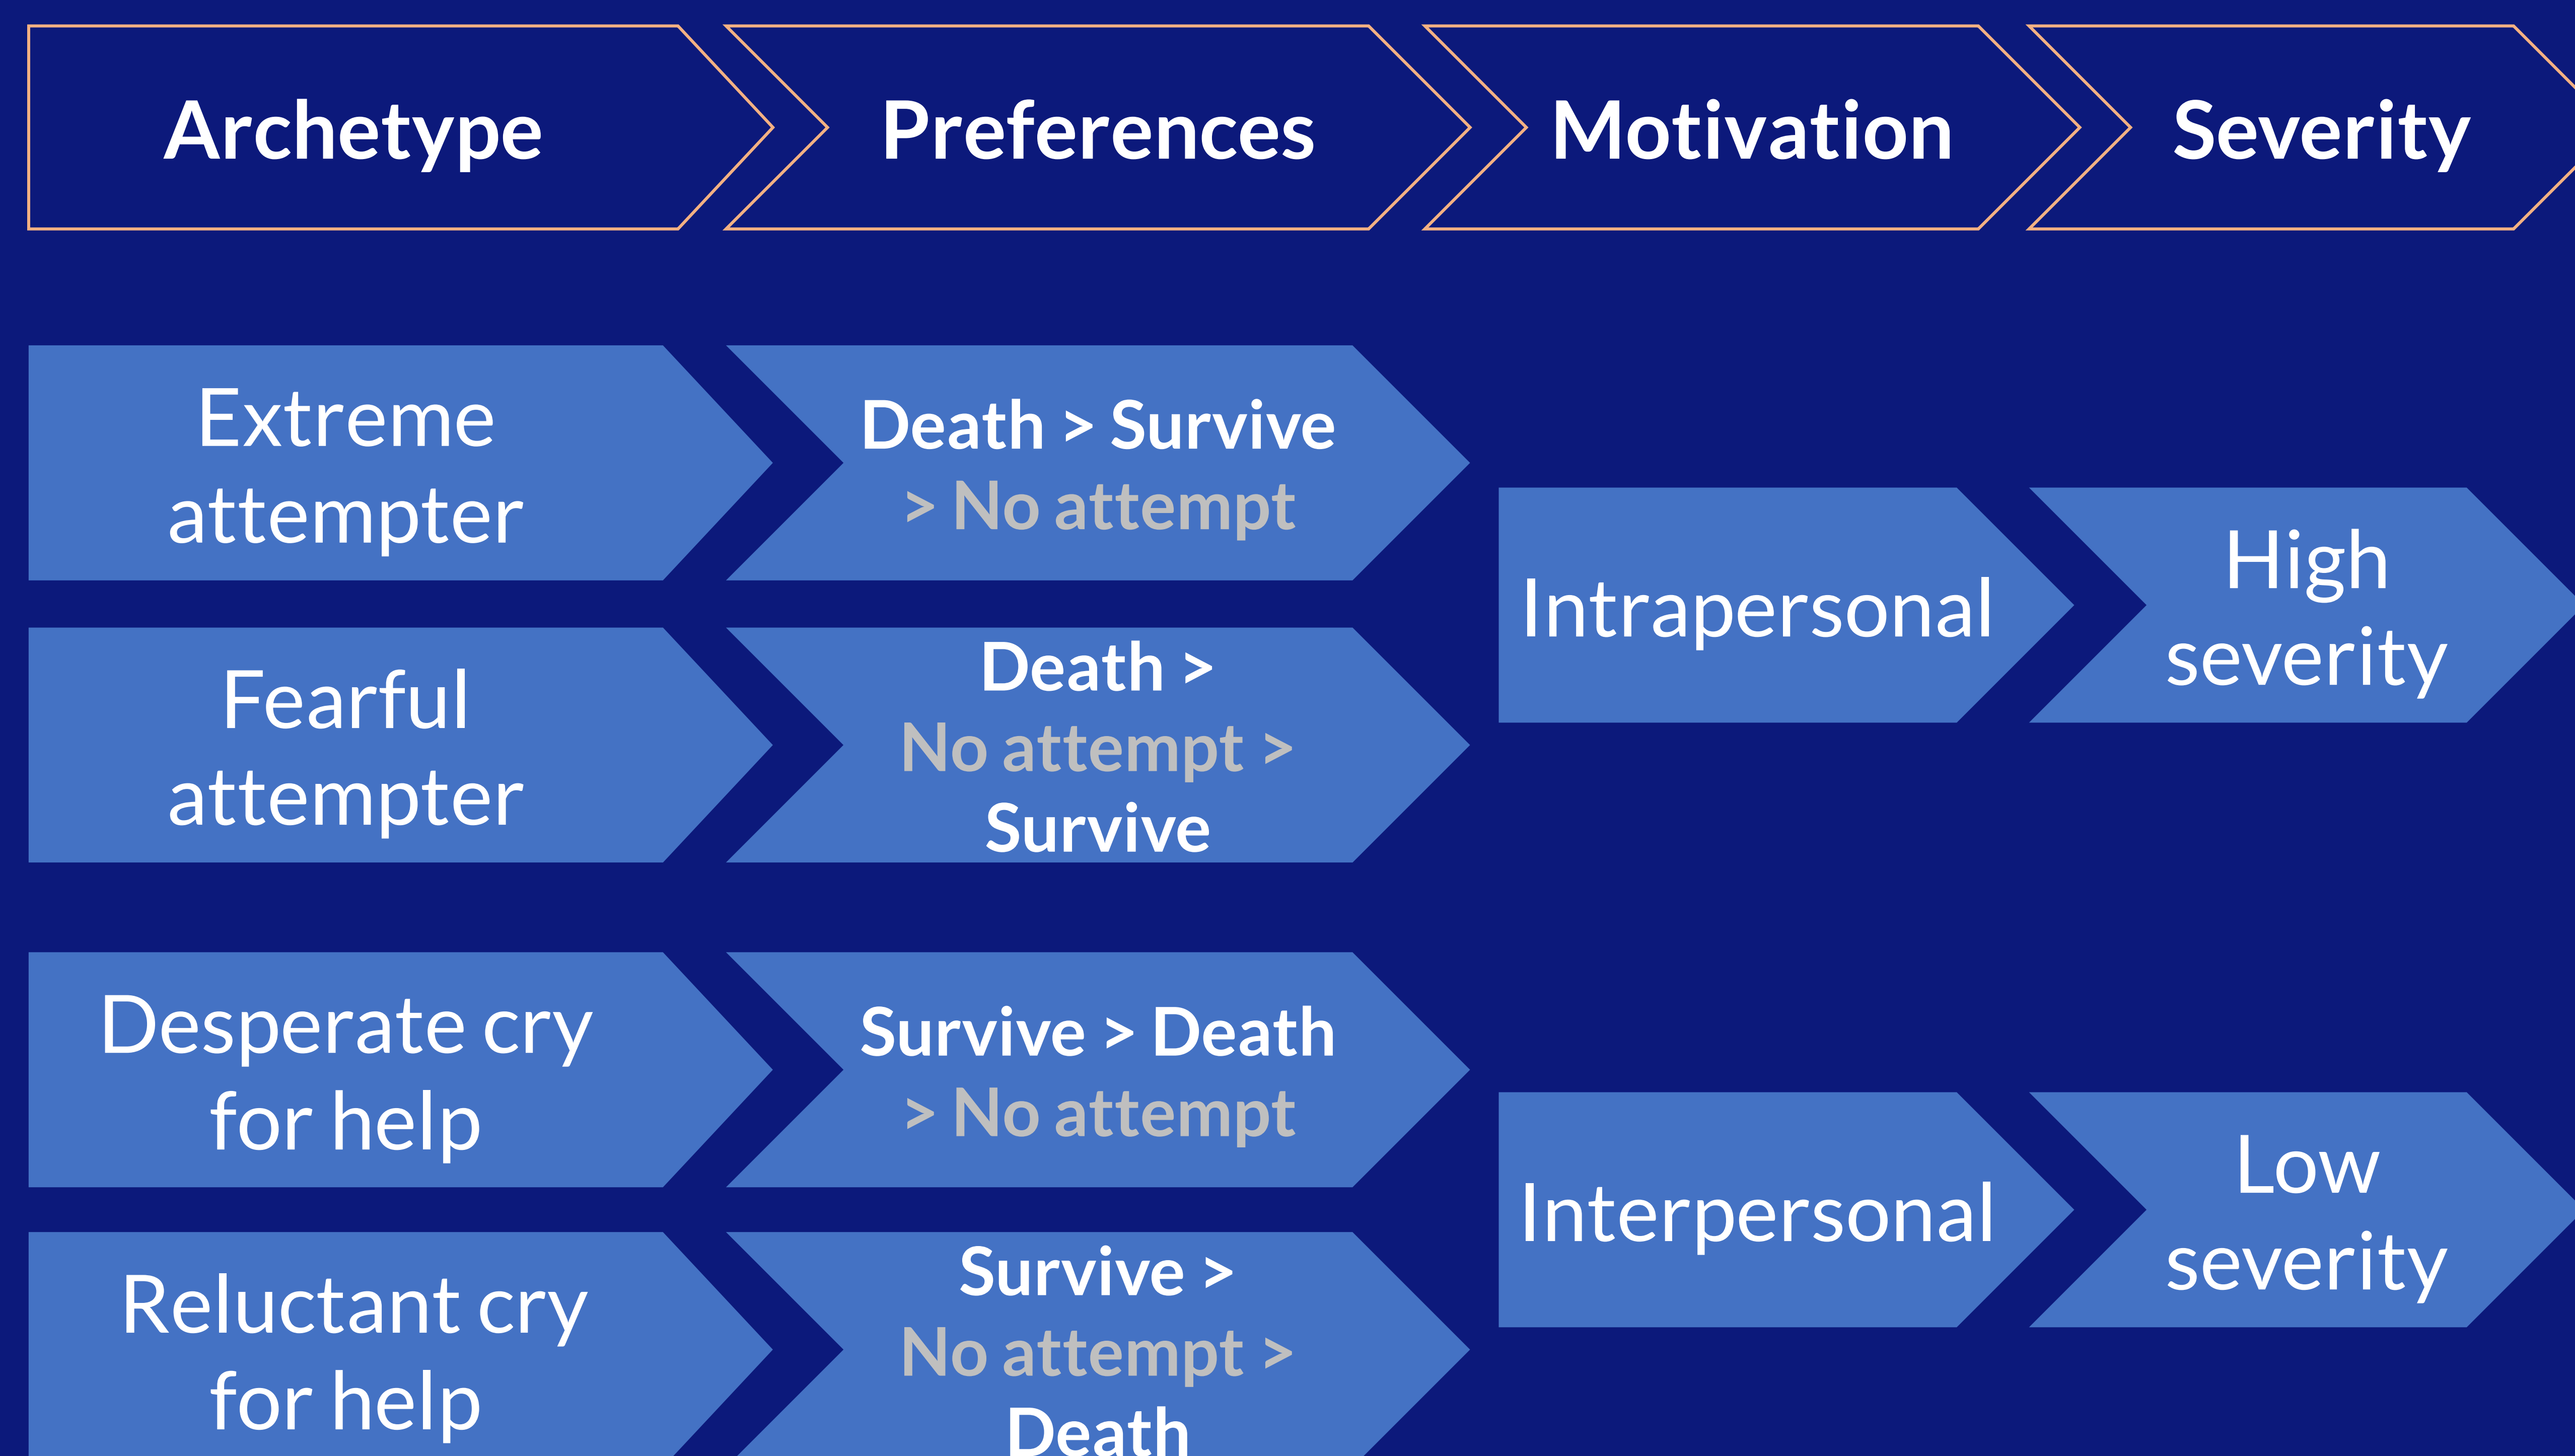 Archetype
Preferences
Motivation
Severity
Extreme
attempter
Death > Survive
> No attempt
Fearful
attempter
Death >
No attempt >
Survive
Intrapersonal
High
severity
Desperate cry
for help
Survive > Death
> No attempt
Reluctant cry
for help
Survive >
No attempt >
Death
Interpersonal
Low
severity